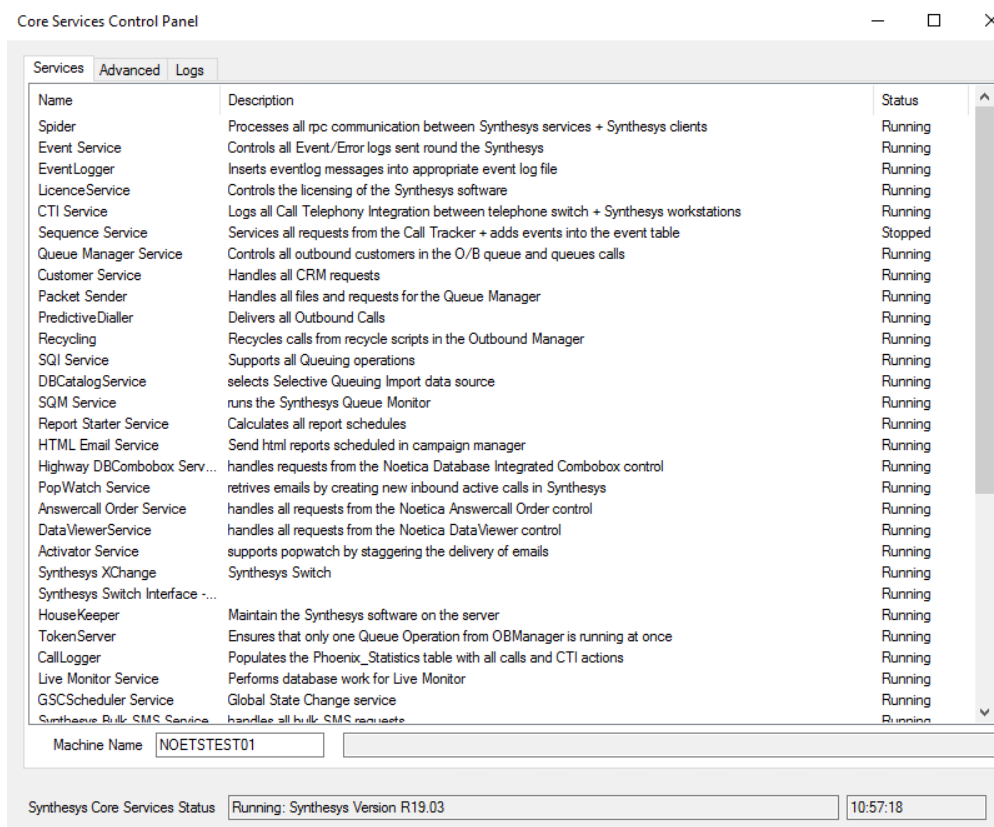 Core Services Control Panel
Services Advanced Logs
Name Description Status
Spider Processes all rpc communication between Synthesys services + Synthesys clients Running
Event Service Controls all Event/Error logs sent round the Synthesys Running
EventLogger Inserts eventlog messages into appropriate event log file Running
LicenceService Controls the licensing of the Synthesys software Running
CTI Service Logs all Call Telephony Integration between telephone switch + Synthesys workstations Running
Sequence Service Services all requests from the Call Tracker + adds events into the event table Stopped
Queue Manager Service Controls all outbound customers in the O/B queue and queues calls Running
Customer Service Handles all CRM requests Running
Packet Sender Handles all files and requests for the Queue Manager Running
PredictiveDialler Delivers all Outbound Calls Running
Recycling Recycles calls from recycle scripts in the Outbound Manager Running
SQI Service Supports all Queuing operations Running
DBCatalogService selects Selective Queuing Import data source Running
SQM Service runs the Synthesys Queue Monitor Running
Report Starter Service Calculates all report schedules Running
HTML Email Service Send html reports scheduled in campaign manager Running
Highway DBCombobox Serv... handles requests from the Noetica Database Integrated Combobox control Running
PopWatch Service retrives emails by creating new inbound active calls in Synthesys Running
Answercall Order Service handles all requests from the Noetica Answercall Order control Running
DataViewerService handles all requests from the Noetica DataViewer control Running
Activator Service supports popwatch by staggering the delivery of emails Running
Synthesys XChange Synthesys Switch Running
Synthesys Switch Interface -... Running
HouseKeeper Maintain the Synthesys software on the server Running
TokenServer Ensures that only one Queue Operation from OBManager is running at once Running
CallLogger Populates the Phoenix_Statistics table with all calls and CTI actions Running
Live Monitor Service Performs database work for Live Monitor Running
GSCScheduler Service Global State Change service Running
Synthesys Bulk SMS Service handles all bulk SMS requests Running
Machine Name NOETSTEST01
Synthesys Core Services Status Running: Synthesys Version R19.03 10:57:18